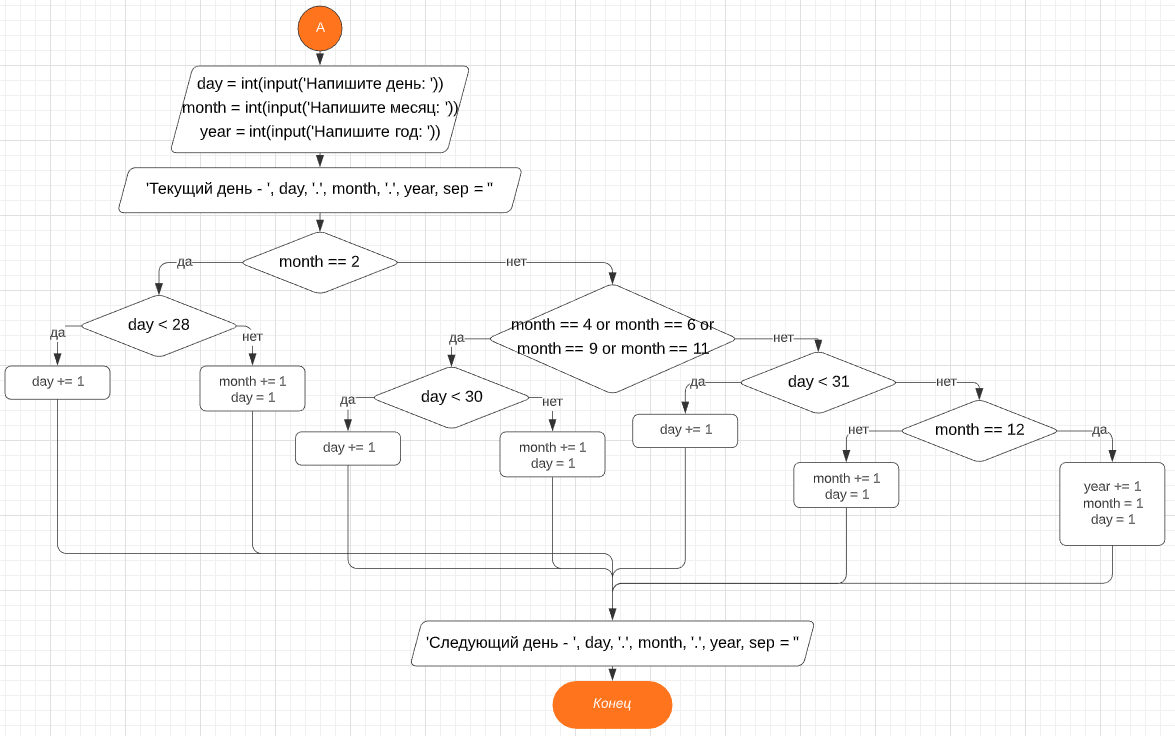 A
day = int(input('Напишите день: '))
month = int(input('Напишите месяц: '))
year = int(input('Напишите год: '))
'Текущий день - ', day, '.', month, '.', year, sep = ''
month == 2
да
нет
day < 28
да
нет
day += 1
month += 1
day = 1
month == 4 or month == 6 or
month == 9 or month == 11
да
нет
day < 30
да
нет
day += 1
month += 1
day = 1
day < 31
да
нет
day += 1
month == 12
нет
да
month += 1
day = 1
year += 1
month = 1
day = 1
'Следующий день - ', day, '.', month, '.', year, sep = ''
Конец